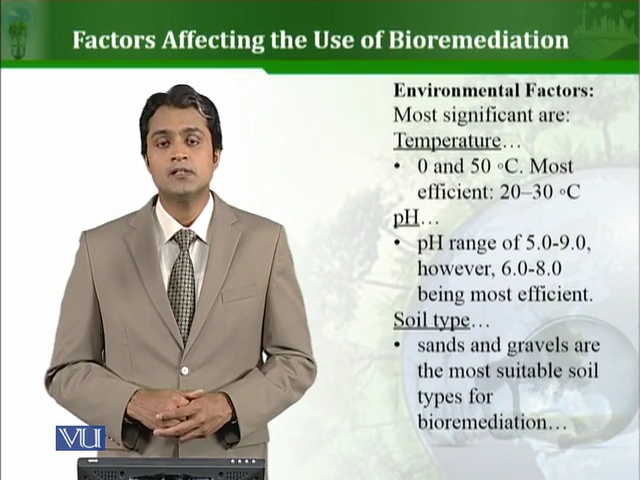 Factors Affecting the Use of Bioremediation
Environmental Factors:
Most significant are:
Temperature…
• 0 and 50 ◦C. Most
efficient: 20–30 ◦C
pH…
• pH range of 5.0-9.0,
however, 6.0-8.0
being most efficient.
Soil type…
• sands and gravels are
the most suitable soil
types for
bioremediation…
VU